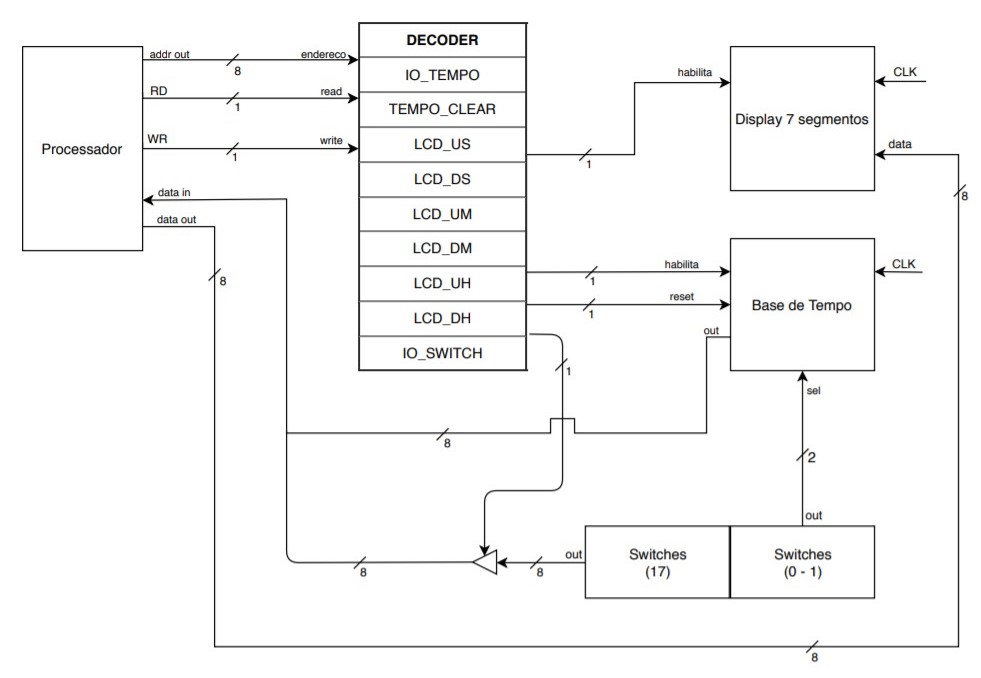 Processador
addr out
8
endereco
RD
1
read
WR
1
write
data in
data out
8
DECODER
IO_TEMPO
TEMPO_CLEAR
LCD_US
LCD_DS
LCD_UM
LCD_DM
LCD_UH
LCD_DH
IO_SWITCH
1
habilita
CLK
Display 7 segmentos
data
8
1
habilita
CLK
1
reset
Base de Tempo
out
1
8
sel
2
out
8
8
out
Switches
(17)
Switches
(0 - 1)
8